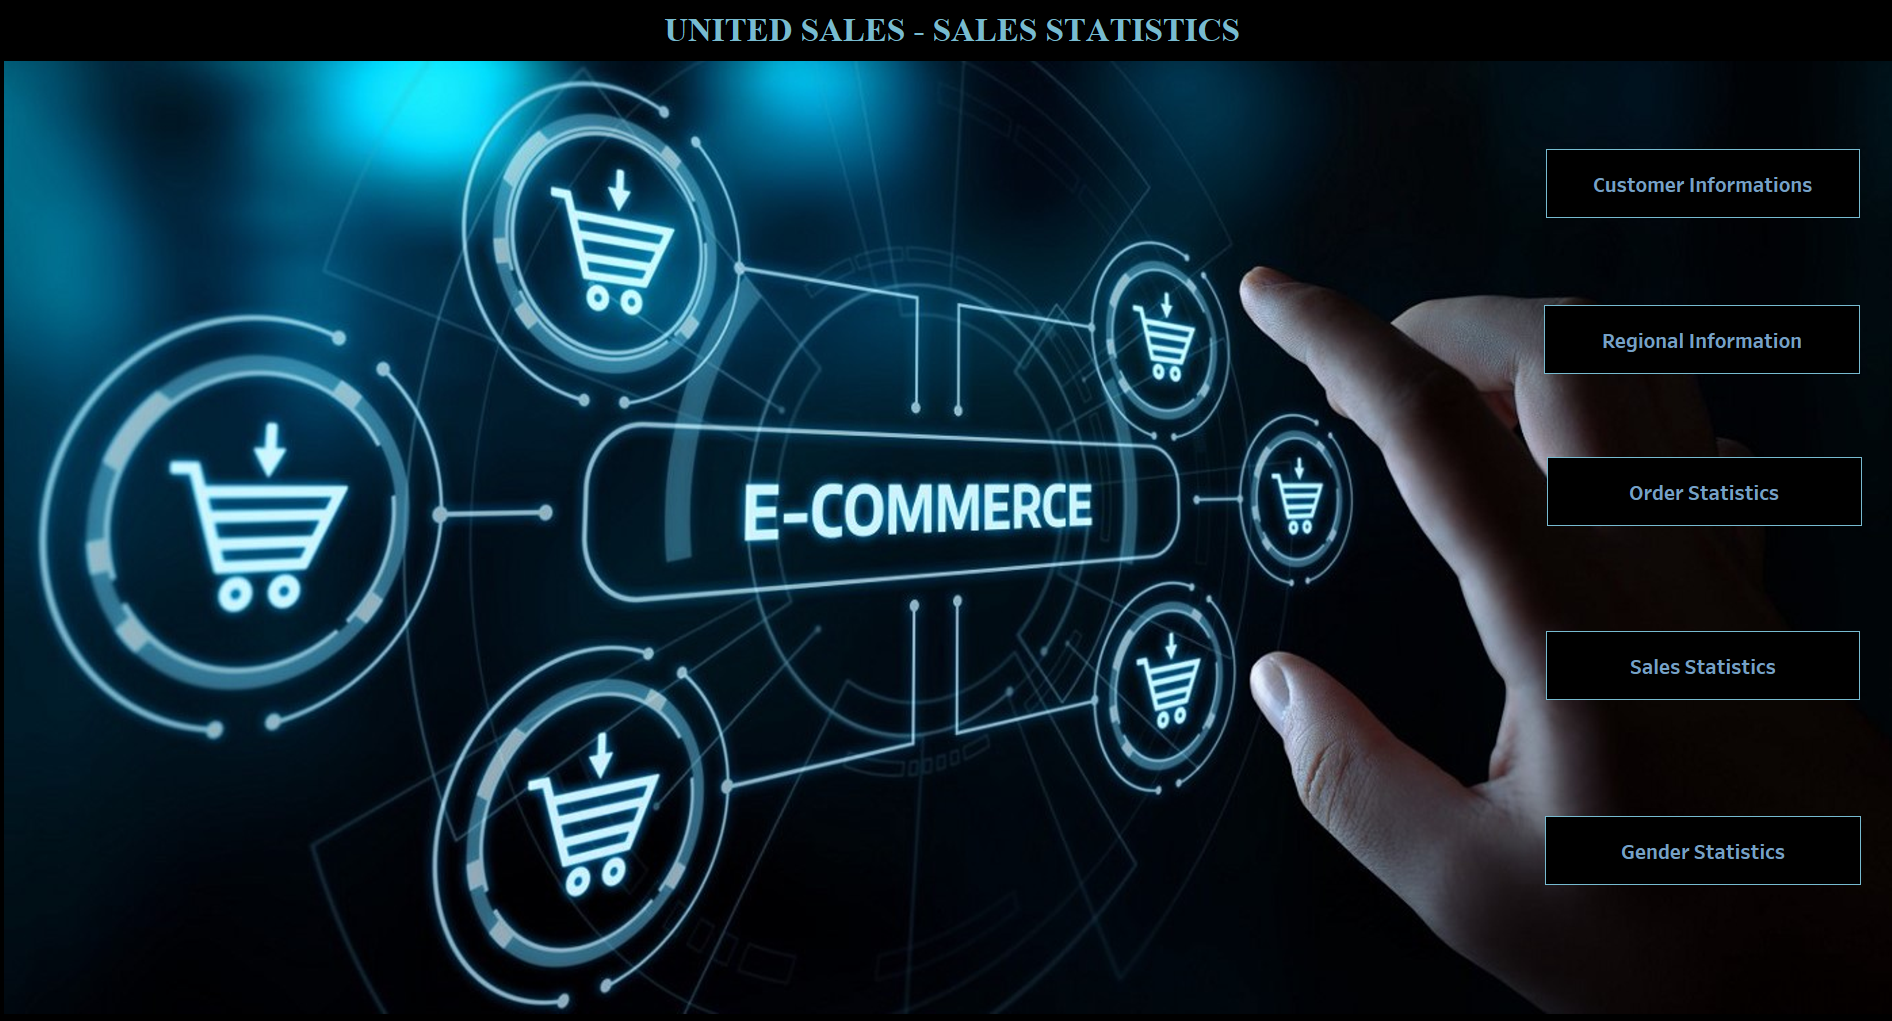 UNITED SALES - SALES STATISTICS
Customer Informations
Regional Information
E-COMMERCE
Order Statistics
Sales Statistics
Gender Statistics